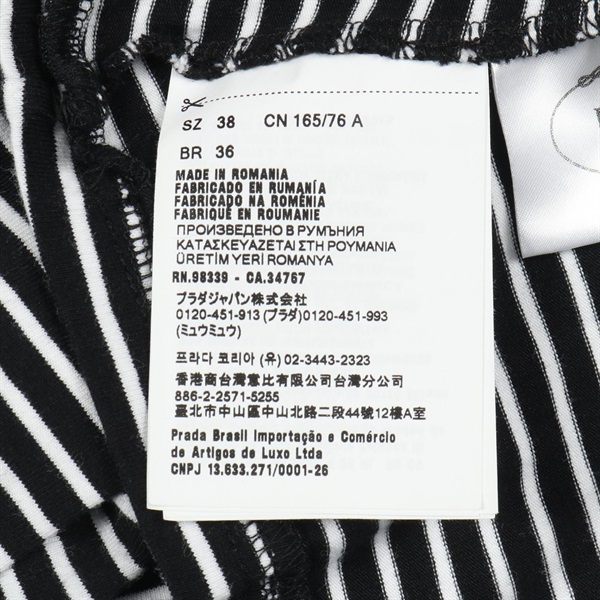 SZ 38 CN 165/76 A
BR 36
MADE IN ROMANIA
FABRICADO EN RUMANÍA
FABRICADO NA ROMÉNIA
FABRIQUÉ EN ROUMANIE
ПРОИЗВЕДЕНО В РУМЪНИЯ
ΚΑΤΑΣΚΕΥΑΖΕΤΑΙ ΣΤΗ ΡΟΥΜΑΝΙΑ
ÜRETİM YERİ ROMANYA
RN.98339 - CA.34767
プラダジャパン株式会社
0120-451-913 (プラダ) 0120-451-993
(ミュウミュウ)
프라다 코리아 (유) 02-3443-2323
香港商台灣意比有限公司台灣分公司
886-2-2571-5255
臺北市中山區中山北路二段44號12樓A室
Prada Brasil Importação e Comércio
de Artigos de Luxo Ltda
CNPJ 13.633.271/0001-26